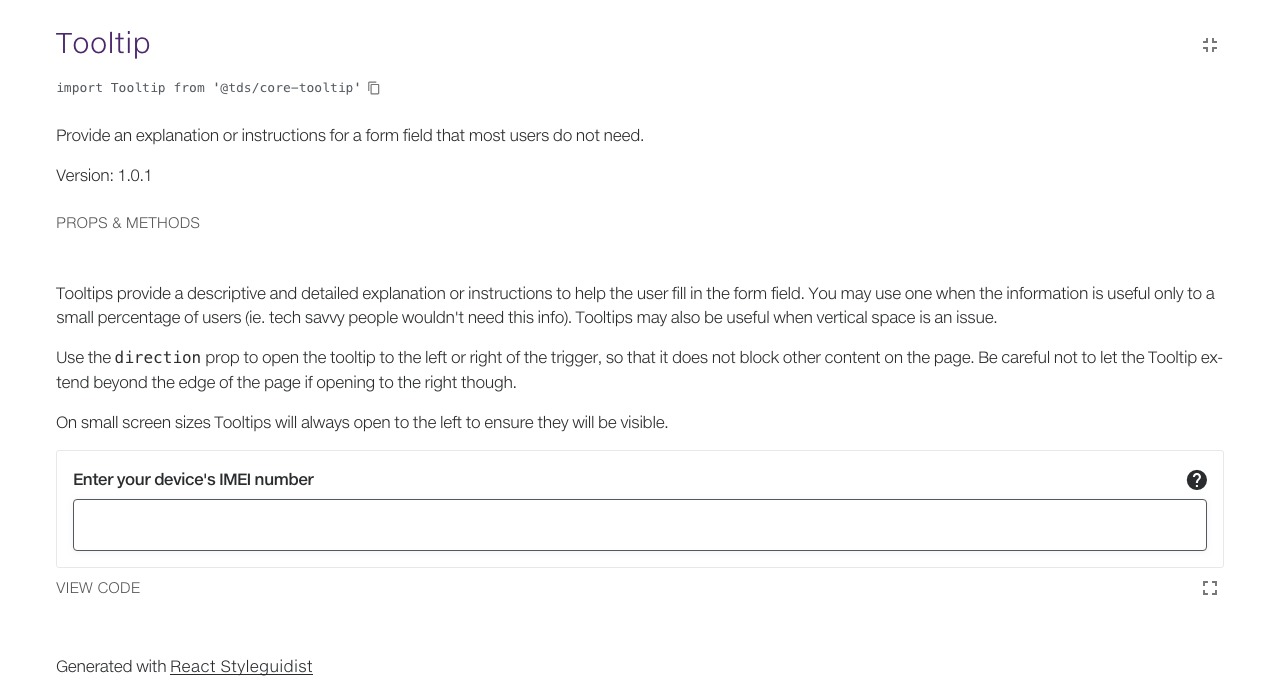 Tooltip
import Tooltip from '@tds/core-tooltip'
Provide an explanation or instructions for a form field that most users do not need.
Version: 1.0.1
PROPS & METHODS
Tooltips provide a descriptive and detailed explanation or instructions to help the user fill in the form field. You may use one when the information is useful only to a
small percentage of users (ie. tech savvy people wouldn't need this info). Tooltips may also be useful when vertical space is an issue.
Use the direction prop to open the tooltip to the left or right of the trigger, so that it does not block other content on the page. Be careful not to let the Tooltip ex-
tend beyond the edge of the page if opening to the right though.
On small screen sizes Tooltips will always open to the left to ensure they will be visible.
Enter your device's IMEI number
VIEW CODE
Generated with React Styleguidist